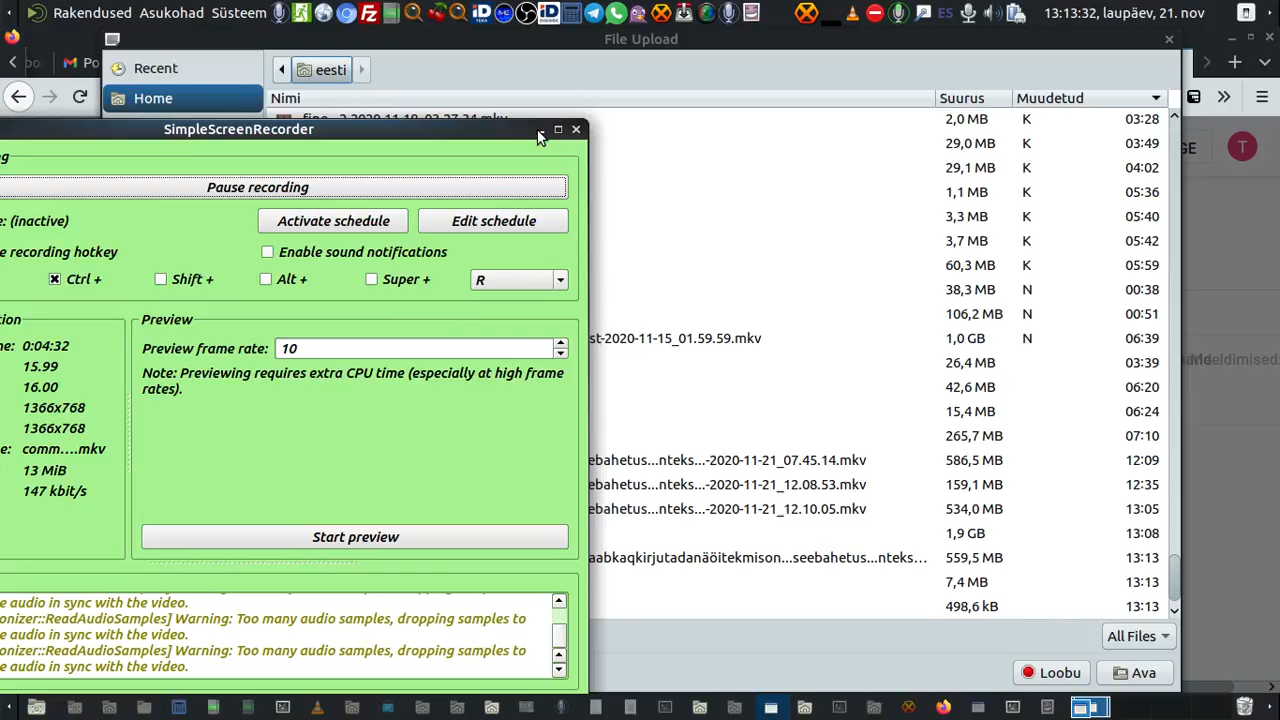 Rakendused Asukohad Süsteem
iD
ES
13:13:32, laupäev, 21. nov
File Upload
Recent
Home
eesti
Nimi Suurus Muudetud
2,0 MB K 03:28
29,0 MB K 03:49
29,1 MB K 04:02
1,1 MB K 05:36
3,3 MB K 05:40
3,7 MB K 05:42
60,3 MB K 05:59
38,3 MB N 00:38
106,2 MB N 00:51
st-2020-11-15_01.59.59.mkv 1,0 GB N 06:39
26,4 MB 03:39
42,6 MB 06:20
15,4 MB 06:24
265,7 MB 07:10
ebahetus...nteks...-2020-11-21_07.45.14.mkv 586,5 MB 12:09
ebahetus...nteks...-2020-11-21_12.08.53.mkv 159,1 MB 12:35
ebahetus...nteks...-2020-11-21_12.10.05.mkv 534,0 MB 13:05
1,9 GB 13:08
aabkaqkirjutadanäöitekmison...seebahetus...nteks... 559,5 MB 13:13
7,4 MB 13:13
498,6 kB 13:13
All Files
Loobu
Ava
GE
T
SimpleScreenRecorder
Pause recording
e: (inactive)
Activate schedule
Edit schedule
e recording hotkey
Enable sound notifications
Ctrl +
Shift +
Alt +
Super +
R
Preview
0:04:32
15.99
16.00
1366x768
1366x768
comm....mkv
13 MiB
147 kbit/s
Preview frame rate: 10
Note: Previewing requires extra CPU time (especially at high frame
rates).
Start preview
e audio in sync with the video.
onizer::ReadAudioSamples] Warning: Too many audio samples, dropping samples to
e audio in sync with the video.
onizer::ReadAudioSamples] Warning: Too many audio samples, dropping samples to
e audio in sync with the video.